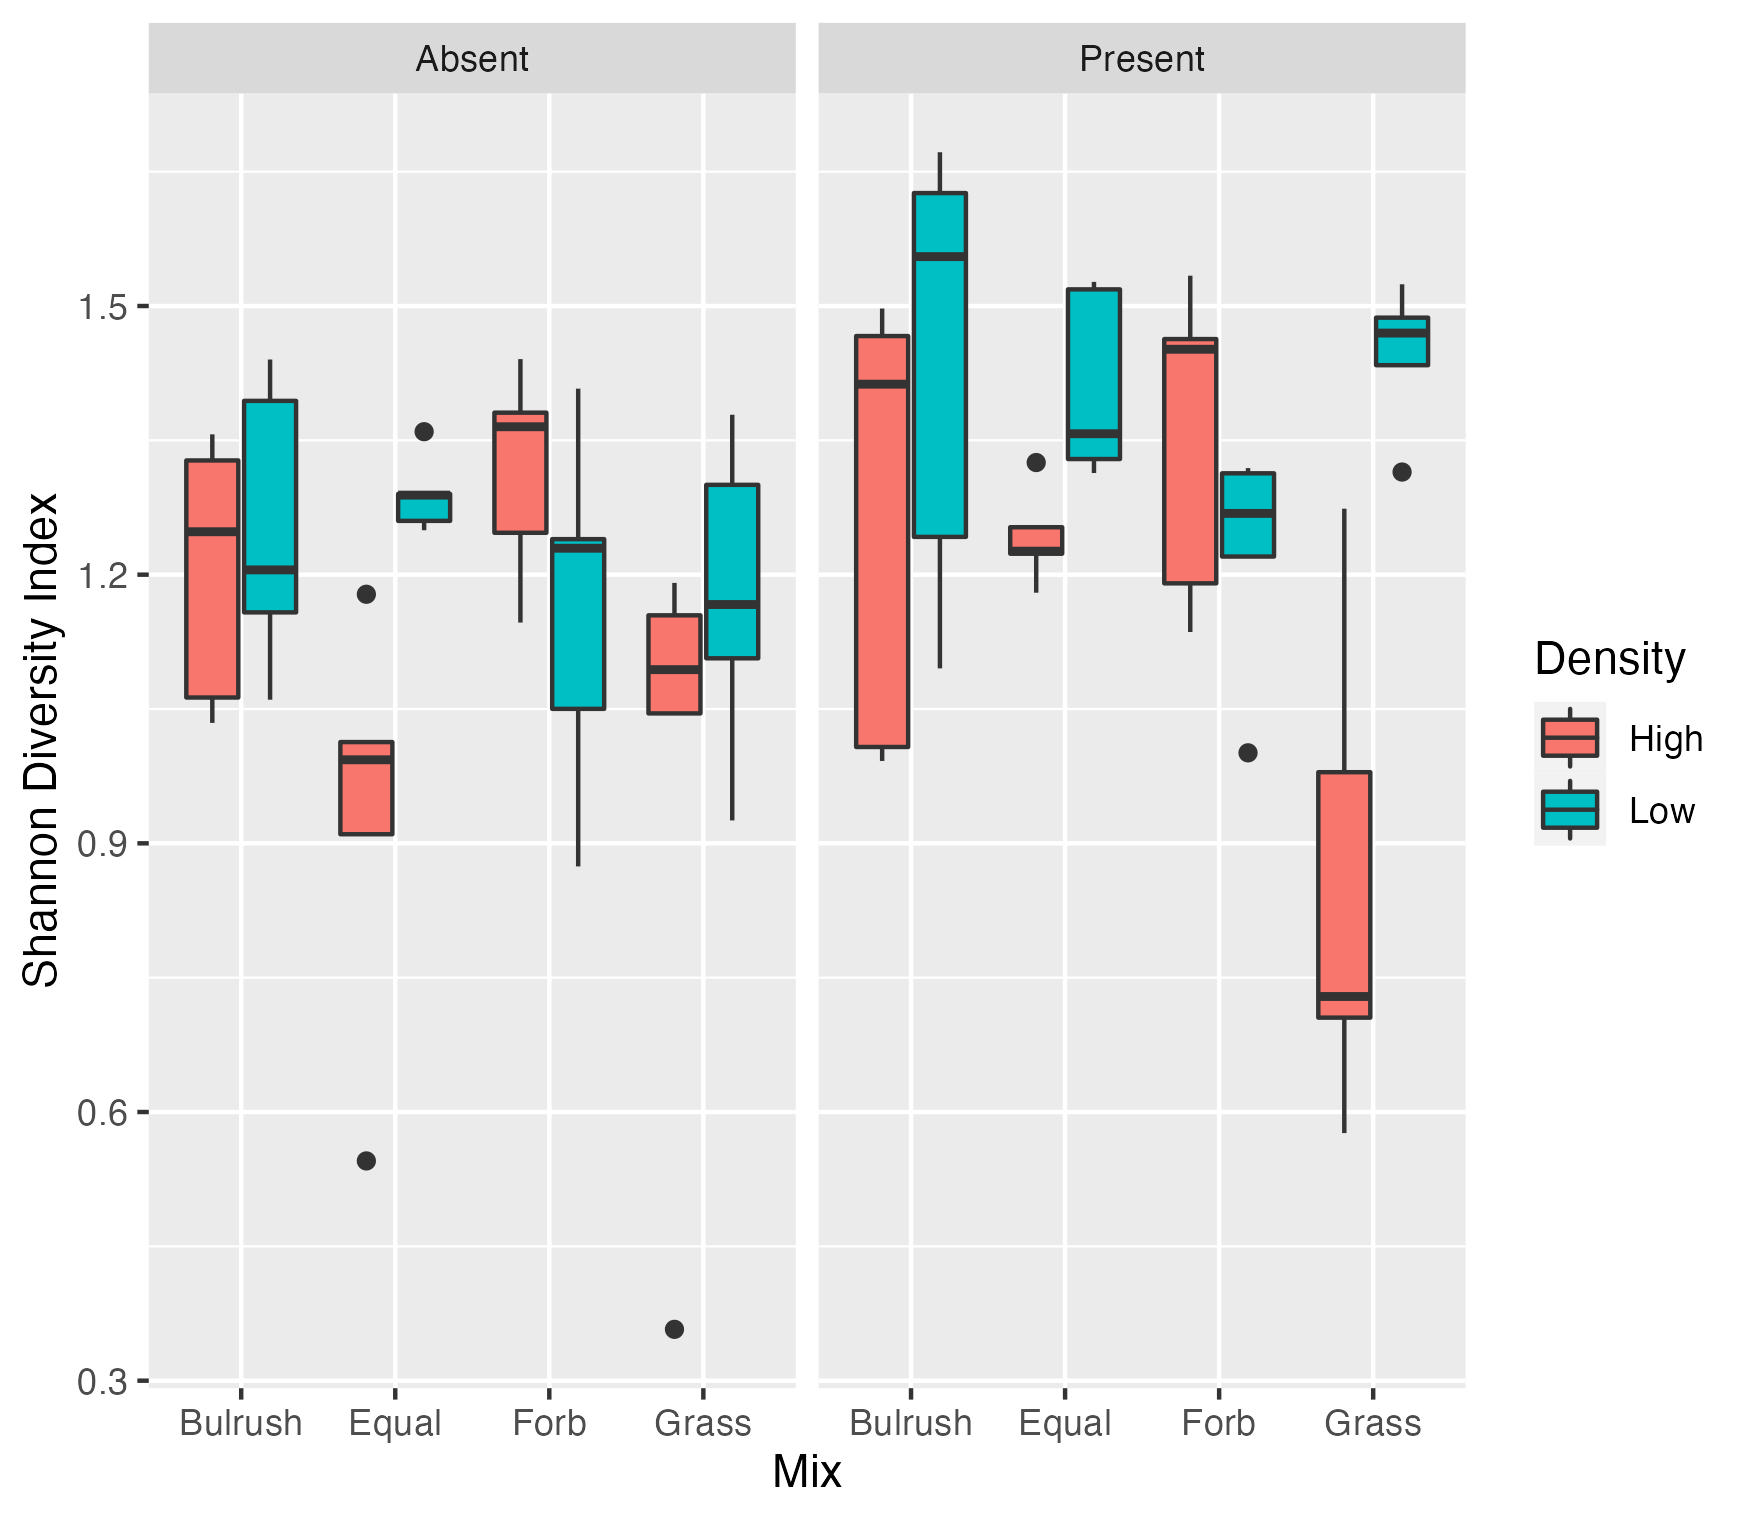 Absent
Present
Shannon Diversity Index
1.5
1.2
0.9
0.6
0.3
Bulrush
Equal
Forb
Grass
Bulrush
Equal
Forb
Grass
Mix
Density
High
Low